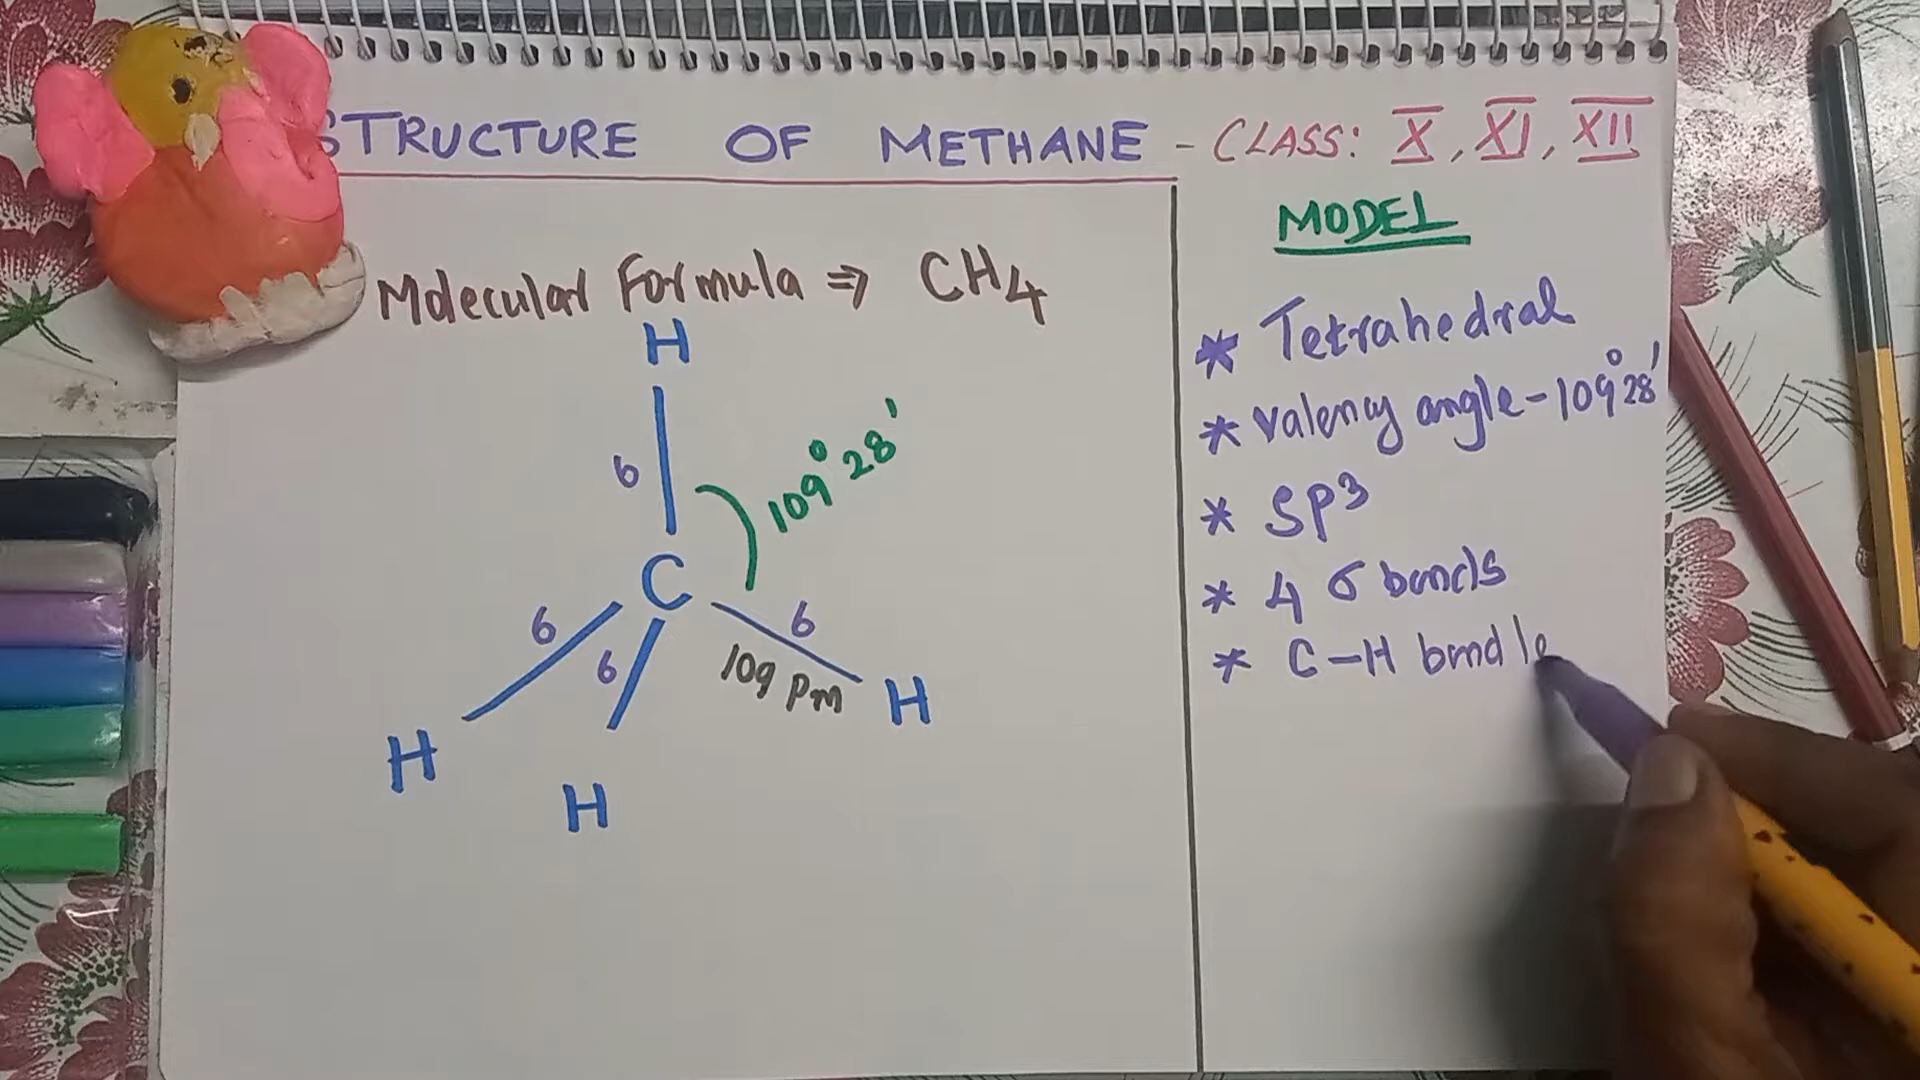 STRUCTURE OF METHANE - CLASS: X, XI, XII
Molecular Formula ⇒ CH4
H
109°28'
6
C
6
6
6
109 Pm
H
H
H
MODEL
* Tetrahedral
* Valency angle - 109°28'
* SP3
* 4 σ bonds
* C-H bond le